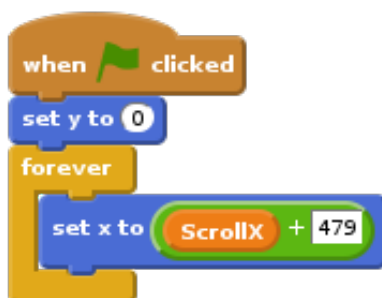 when clicked
set y to 0
forever
set x to ScrollX + 479